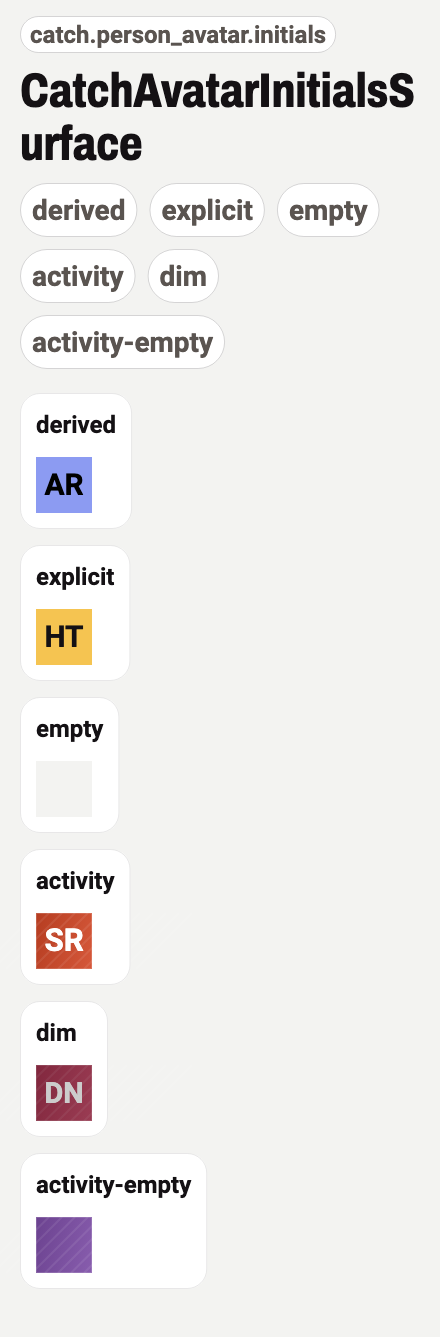 catch.person_avatar.initials
CatchAvatarInitialsS
urface
derived explicit empty
activity dim
activity-empty
derived
AR
explicit
HT
empty
activity
SR
dim
DN
activity-empty